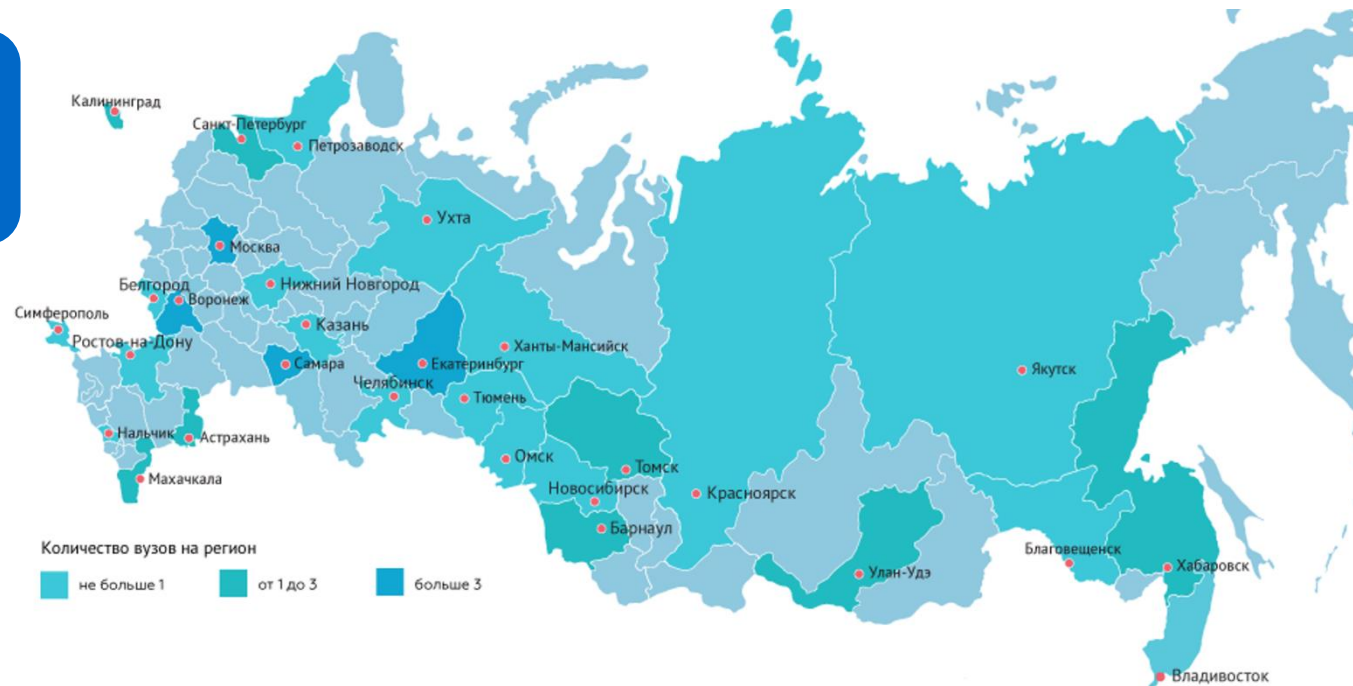 Калининград
Санкт-Петербург
Петрозаводск
Ухта
Москва
Белгород
Нижний Новгород
Воронеж
Симферополь
Казань
Ростов-на-Дону
Ханты-Мансийск
Самара
Екатеринбург
Якутск
Челябинск
Тюмень
Нальчик
Астрахань
Омск
Томск
Махачкала
Новосибирск
Красноярск
Барнаул
Количество вузов на регион
Благовещенск
Хабаровск
Улан-Удэ
не больше 1
от 1 до 3
больше 3
Владивосток